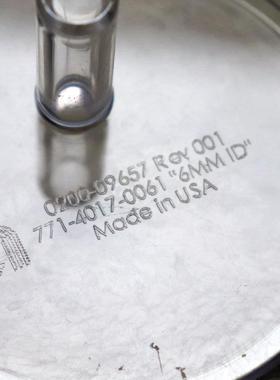 0200-09657 Rev 001
771-4017-0061 "6MM ID"
Made in USA